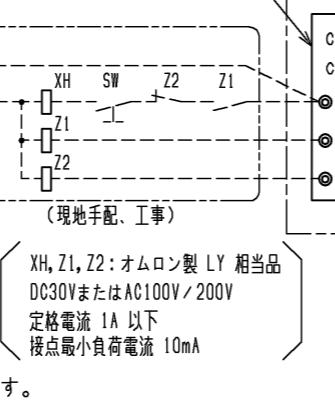 C
C
XH SW Z2 Z1
Z1
Z2
(現地手配、工事)
XH,Z1,Z2:オムロン製 LY 相当品
DC30VまたはAC100V/200V
定格電流 1A 以下
接点最小負荷電流 10mA
す。